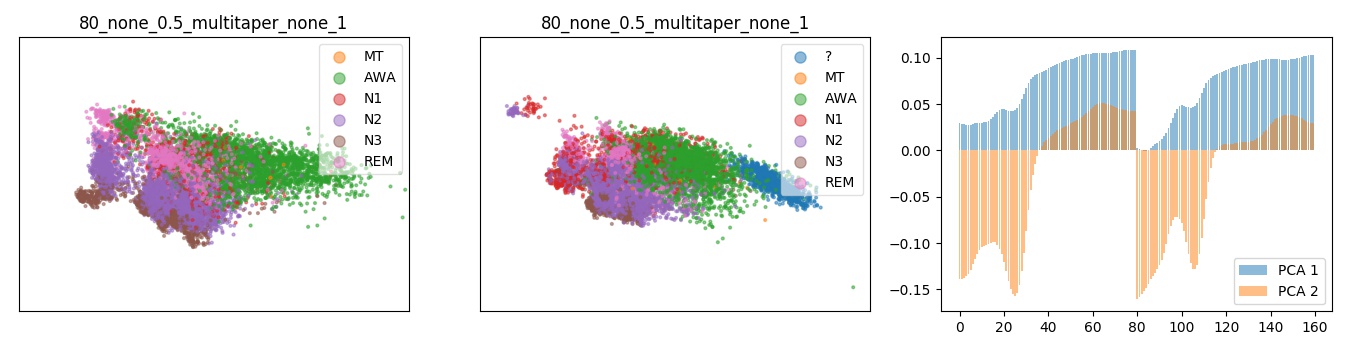 80_none_0.5_multitaper_none_1
MT
AWA
N1
N2
N3
REM
80_none_0.5_multitaper_none_1
?
MT
AWA
N1
N2
N3
REM
0.10
0.05
0.00
−0.05
−0.10
−0.15
PCA 1
PCA 2
0 20 40 60 80 100 120 140 160